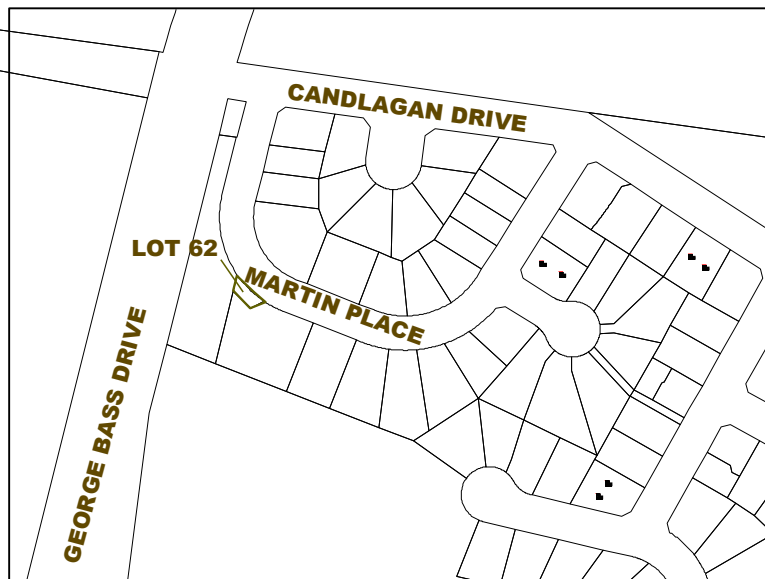 CANDLAGAN DRIVE
LOT 62
MARTIN PLACE
GEORGE BASS DRIVE